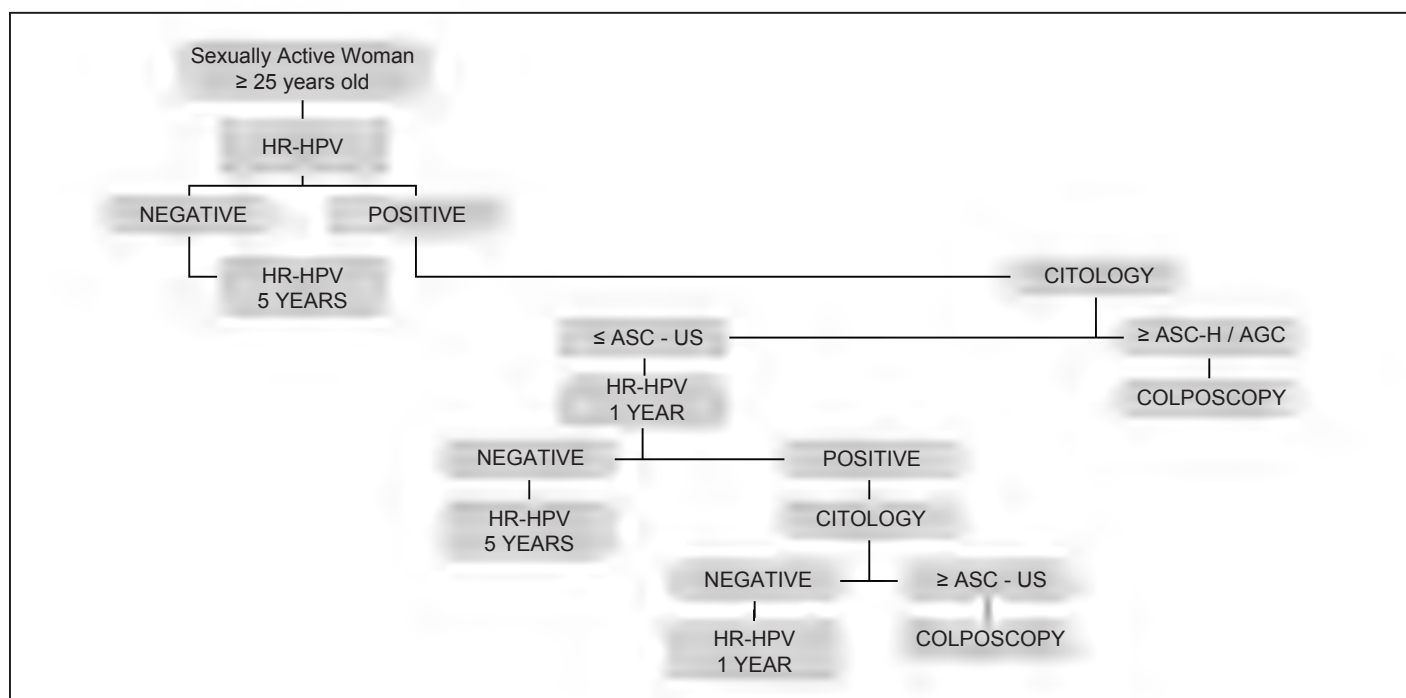 Sexually Active Woman
≥ 25 years old
HR-HPV
NEGATIVE
POSITIVE
HR-HPV
5 YEARS
CITOLOGY
≤ ASC - US
≥ ASC-H / AGC
HR-HPV
1 YEAR
COLPOSCOPY
NEGATIVE
POSITIVE
HR-HPV
5 YEARS
CITOLOGY
NEGATIVE
≥ ASC - US
HR-HPV
1 YEAR
COLPOSCOPY